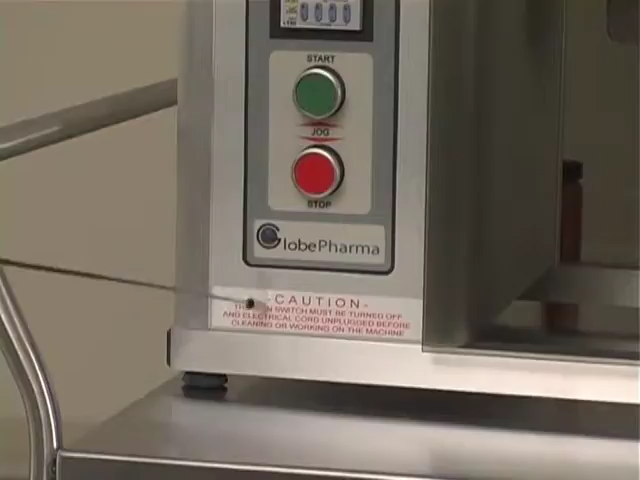 START
JOG
STOP
GlobePharma
-CAUTION-
SWITCH MUST BE TURNED OFF
AND ELECTRICAL CORD UNPLUGGED BEFORE
CLEANING OR WORKING ON THE MACHINE